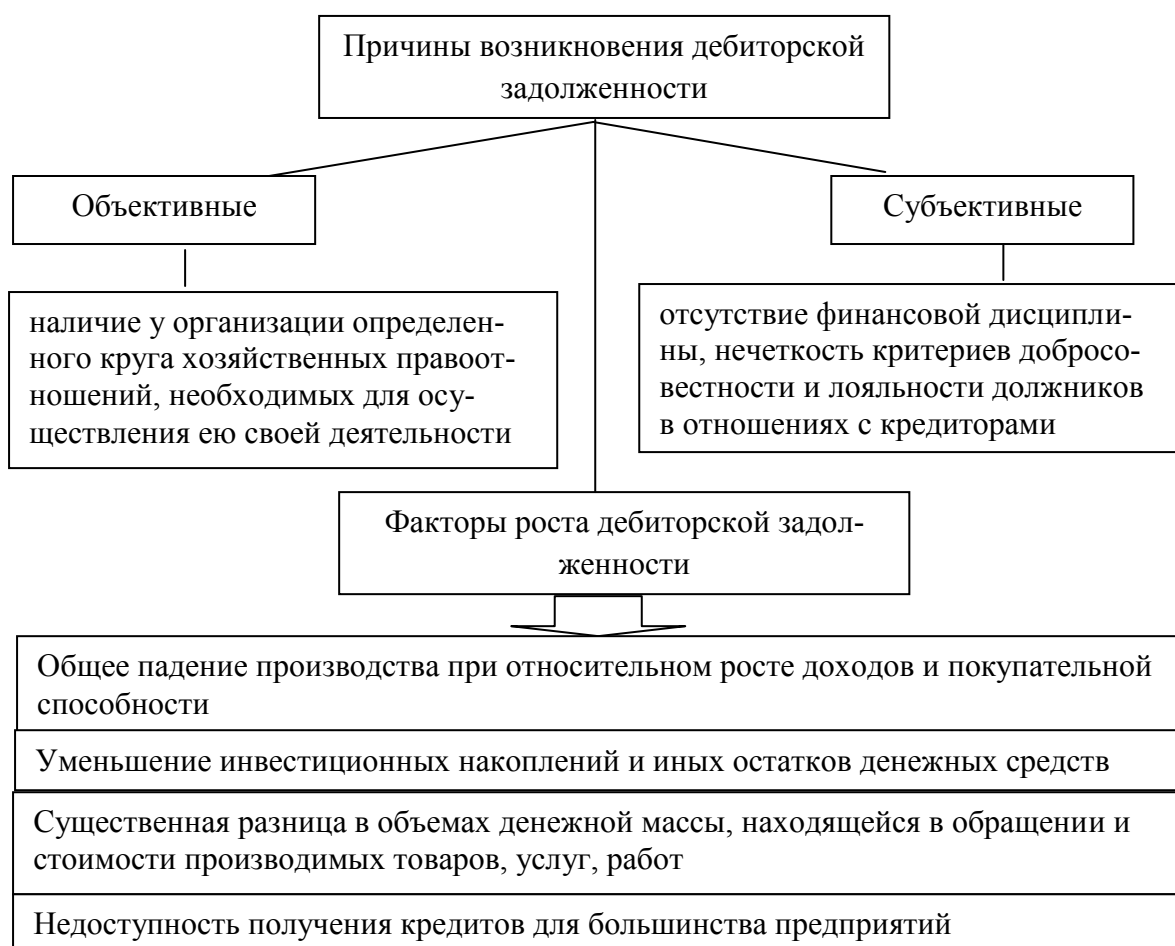 Причины возникновения дебиторской
задолженности
Объективные
Субъективные
наличие у организации определен-
ного круга хозяйственных правоот-
ношений, необходимых для осу-
ществления ею своей деятельности
отсутствие финансовой дисципли-
ны, нечеткость критериев добросо-
вестности и лояльности должников
в отношениях с кредиторами
Факторы роста дебиторской задол-
женности
Общее падение производства при относительном росте доходов и покупательной
способности
Уменьшение инвестиционных накоплений и иных остатков денежных средств
Существенная разница в объемах денежной массы, находящейся в обращении и
стоимости производимых товаров, услуг, работ
Недоступность получения кредитов для большинства предприятий